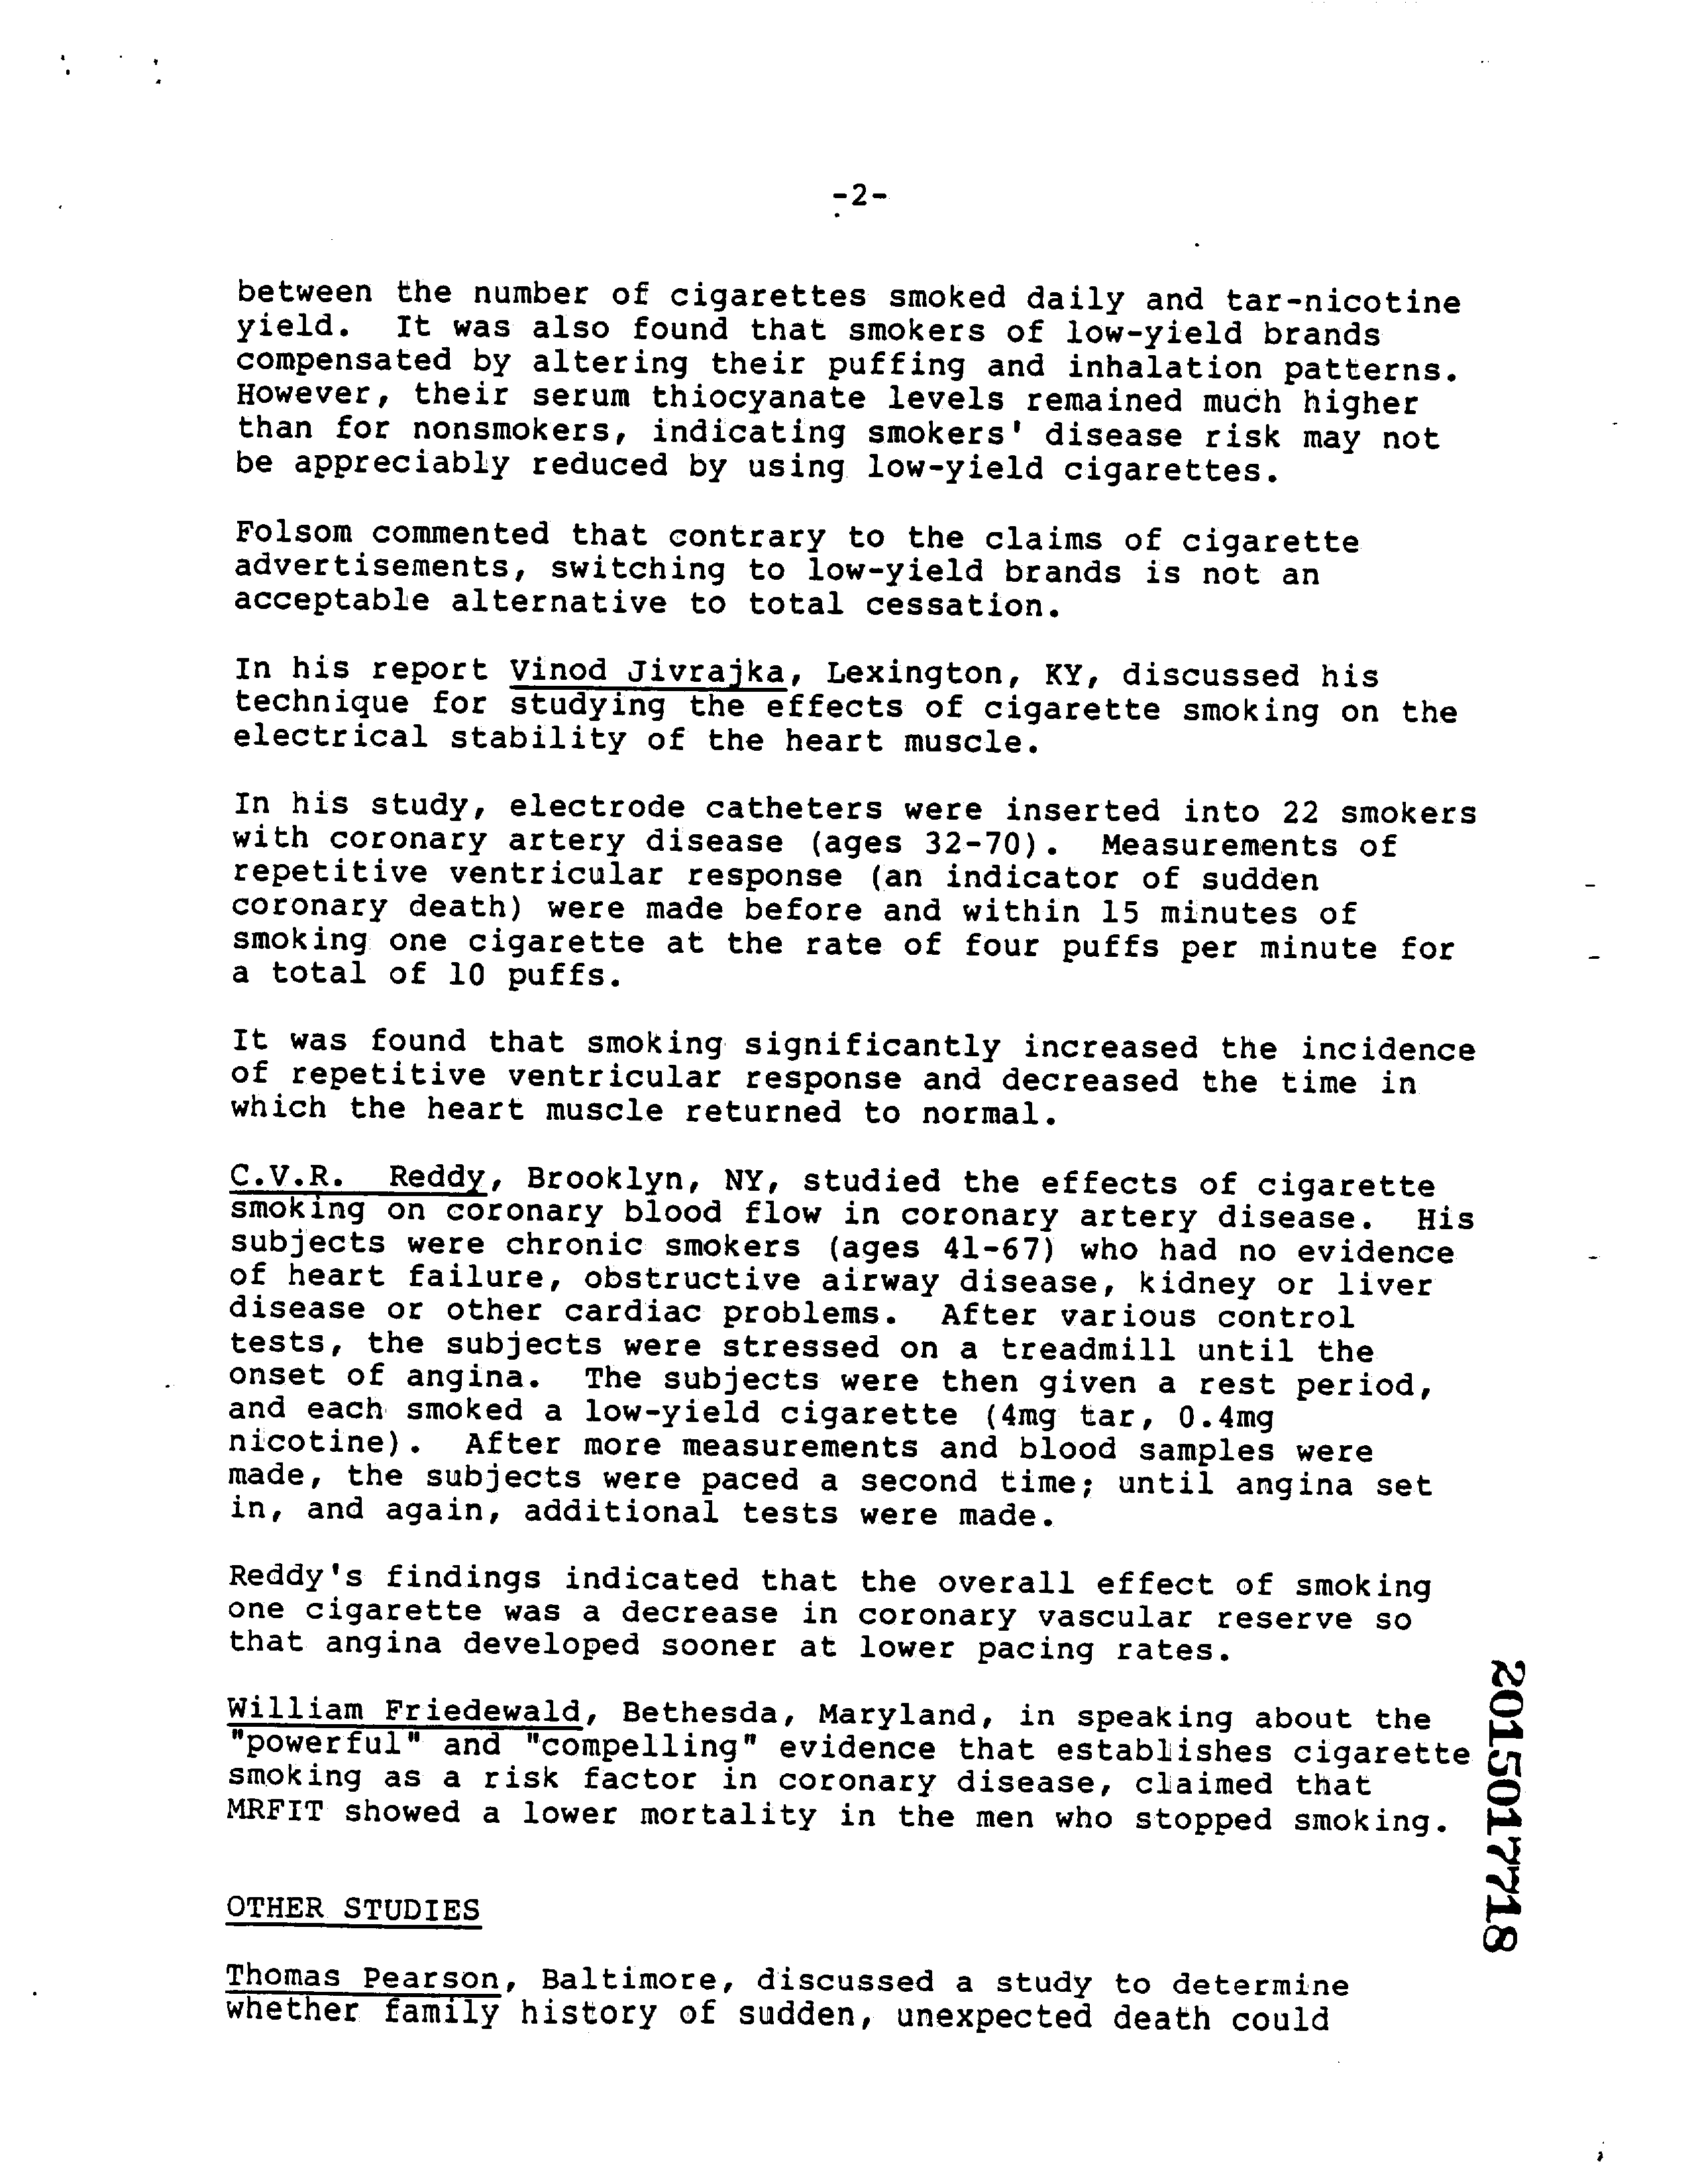 -2-
between the number of cigarettes smoked daily and tar-nicotine
yield. It was also found that smokers of low-yield brands
compensated by altering their puffing and inhalation patterns.
However, their serum thiocyanate levels remained much higher
than for nonsmokers, indicating smokers' disease risk may not
be appreciably reduced by using low-yield cigarettes.
Folsom commented that contrary to the claims of cigarette
advertisements, switching to low-yield brands is not an
acceptable alternative to total cessation.
In his report Vinod Jivrajka, Lexington, KY, discussed his
technique for studying the effects of cigarette smoking on the
electrical stability of the heart muscle.
In his study, electrode catheters were inserted into 22 smokers
with coronary artery disease (ages 32-70). Measurements of
repetitive ventricular response (an indicator of sudden
coronary death) were made before and within 15 minutes of
smoking one cigarette at the rate of four puffs per minute for
a total of 10 puffs.
It was found that smoking significantly increased the incidence
of repetitive ventricular response and decreased the time in
which the heart muscle returned to normal.
C.V.R. Reddy, Brooklyn, NY, studied the effects of cigarette
smoking on coronary blood flow in coronary artery disease. His
subjects were chronic smokers (ages 41-67) who had no evidence
of heart failure, obstructive airway disease, kidney or liver
disease or other cardiac problems. After various control
tests, the subjects were stressed on a treadmill until the
onset of angina. The subjects were then given a rest period,
and each smoked a low-yield cigarette (4mg tar, 0.4mg
nicotine). After more measurements and blood samples were
made, the subjects were paced a second time; until angina set
in, and again, additional tests were made.
Reddy's findings indicated that the overall effect of smoking
one cigarette was a decrease in coronary vascular reserve so
that angina developed sooner at lower pacing rates.
William Friedewald, Bethesda, Maryland, in speaking about the
"powerful" and "compelling" evidence that establishes cigarette
smoking as a risk factor in coronary disease, claimed that
MRFIT showed a lower mortality in the men who stopped smoking.
OTHER STUDIES
Thomas Pearson, Baltimore, discussed a study to determine
whether family history of sudden, unexpected death could
2015017718